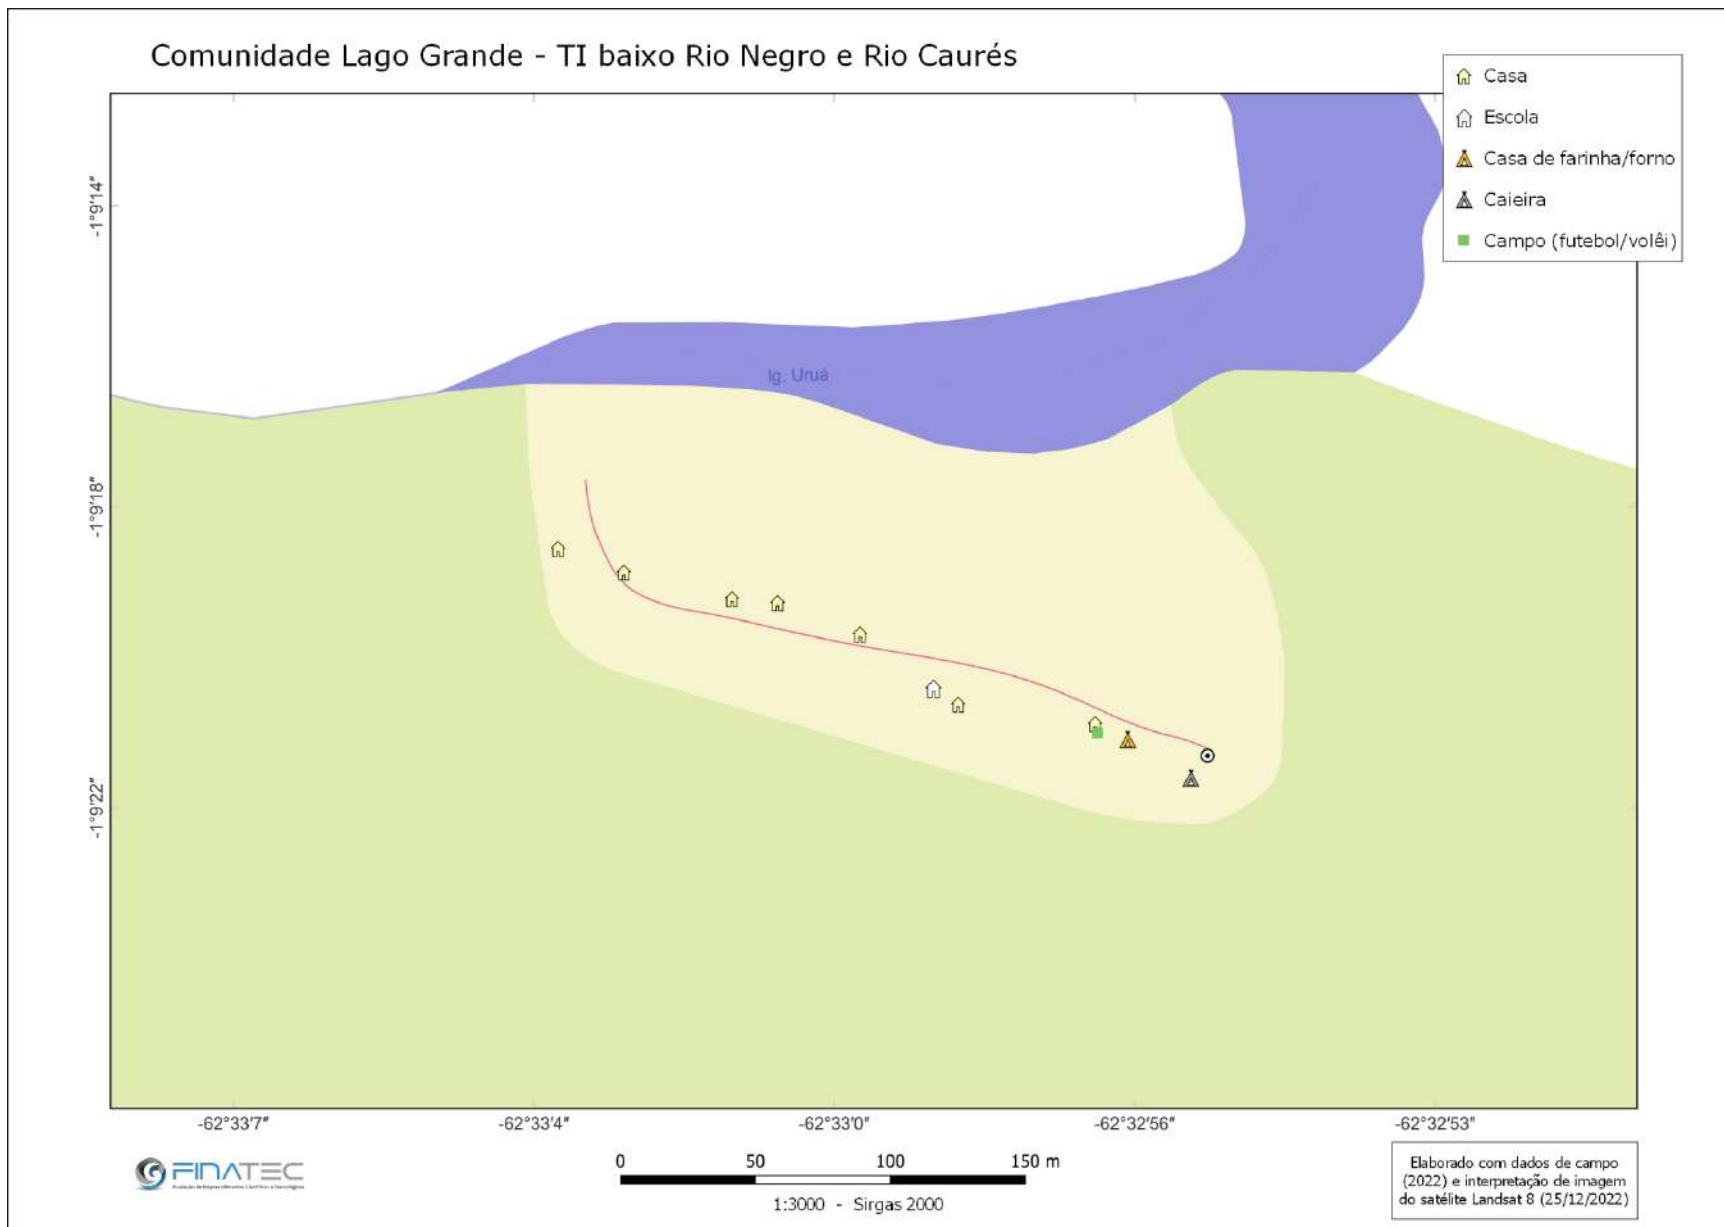 Comunidade Lago Grande - TI baixo Rio Negro e Rio Caurés
Casa
Escola
Casa de farinha/forno
Caieira
Campo (futebol/volêi)
-1°9'14"
Ig. Uruá
-1°9'18"
-1°9'22"
-62°33'7"
-62°33'4"
-62°33'0"
-62°32'56"
-62°32'53"
FINATEC
0 50 100 150 m
1:3000 - Sirgas 2000
Elaborado com dados de campo
(2022) e interpretação de imagem
do satélite Landsat 8 (25/12/2022)